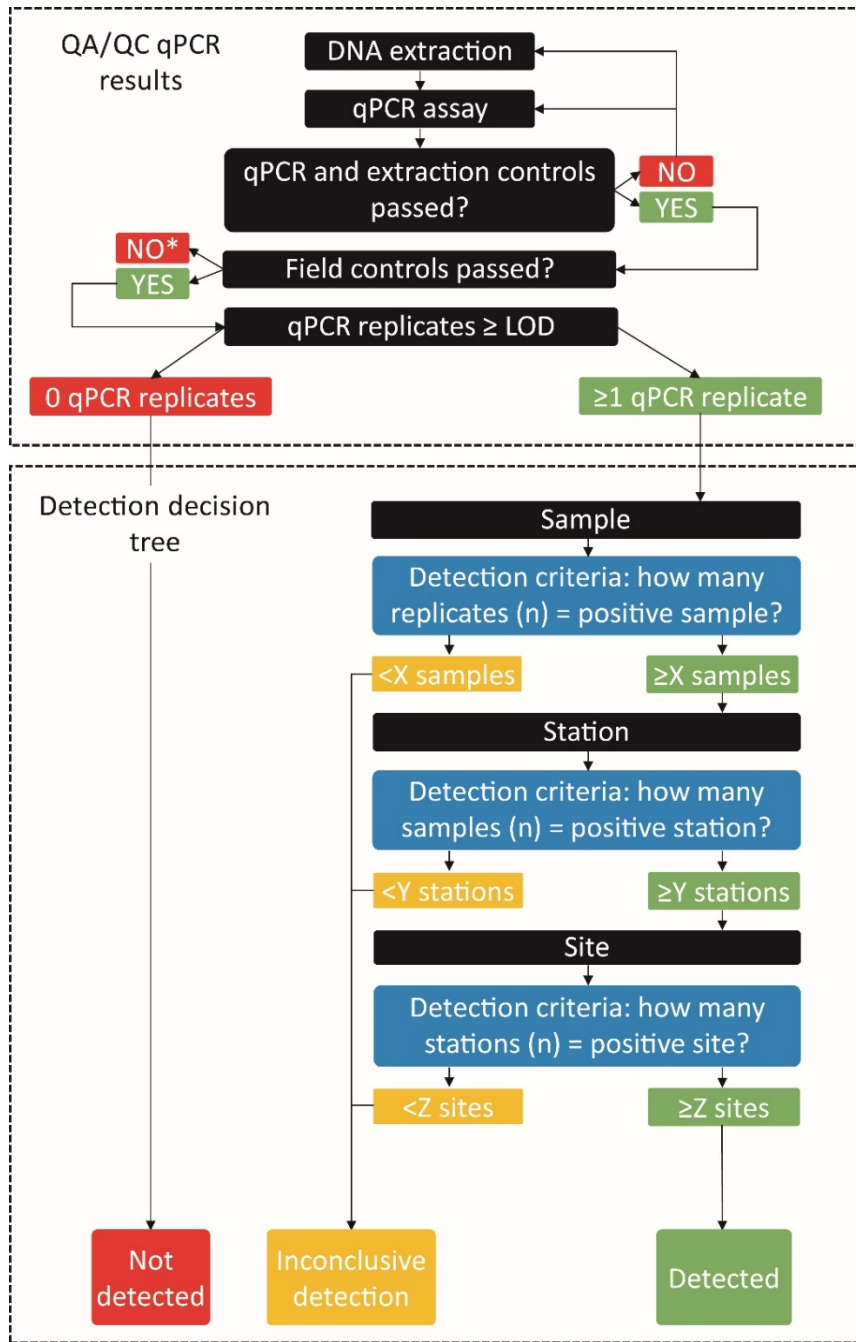 QA/QC qPCR
results
DNA extraction
qPCR assay
qPCR and extraction controls
passed?
NO
YES
Field controls passed?
NO*
YES
qPCR replicates ≥ LOD
0 qPCR replicates
≥1 qPCR replicate
Detection decision
tree
Sample
Detection criteria: how many
replicates (n) = positive sample?
<X samples
≥X samples
Station
Detection criteria: how many
samples (n) = positive station?
<Y stations
≥Y stations
Site
Detection criteria: how many
stations (n) = positive site?
<Z sites
≥Z sites
Not
detected
Inconclusive
detection
Detected